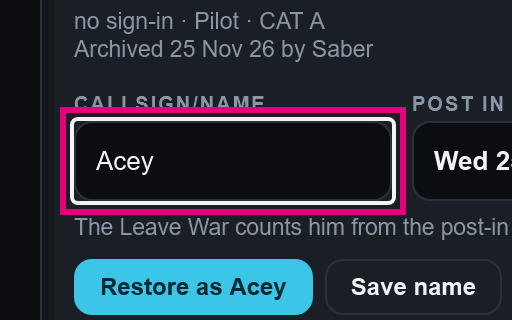 no sign-in · Pilot · CAT A
Archived 25 Nov 26 by Saber
CALLSIGN/NAME
POST IN
Acey
Wed
The Leave War counts him from the post-in
Restore as Acey
Save name